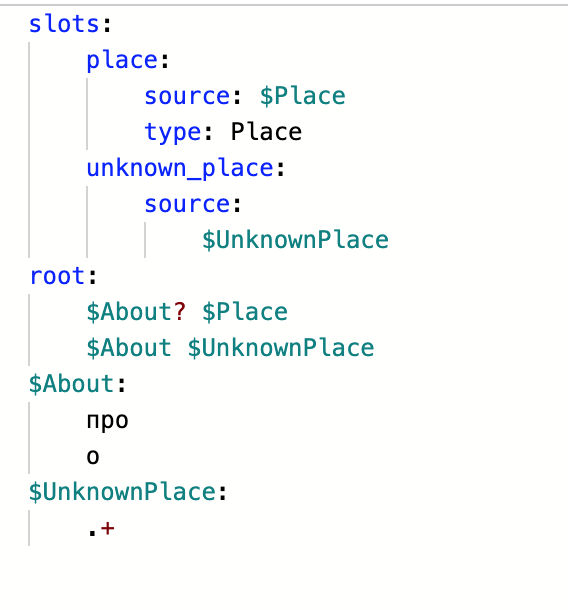 slots:
place:
source: $Place
type: Place
unknown_place:
source:
$UnknownPlace
root:
$About? $Place
$About $UnknownPlace
$About:
про
о
$UnknownPlace:
.+